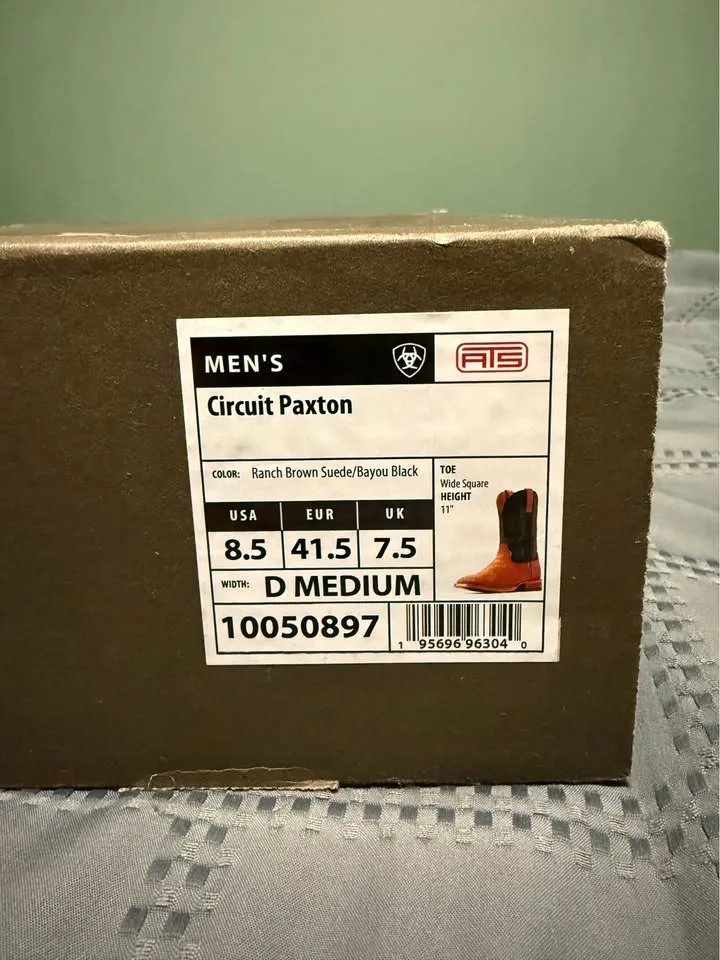 MEN'S
ATS
Circuit Paxton
COLOR: Ranch Brown Suede/Bayou Black
TOE
Wide Square
HEIGHT
11"
USA EUR UK
8.5 41.5 7.5
WIDTH: D MEDIUM
10050897
1 95696 96304 0